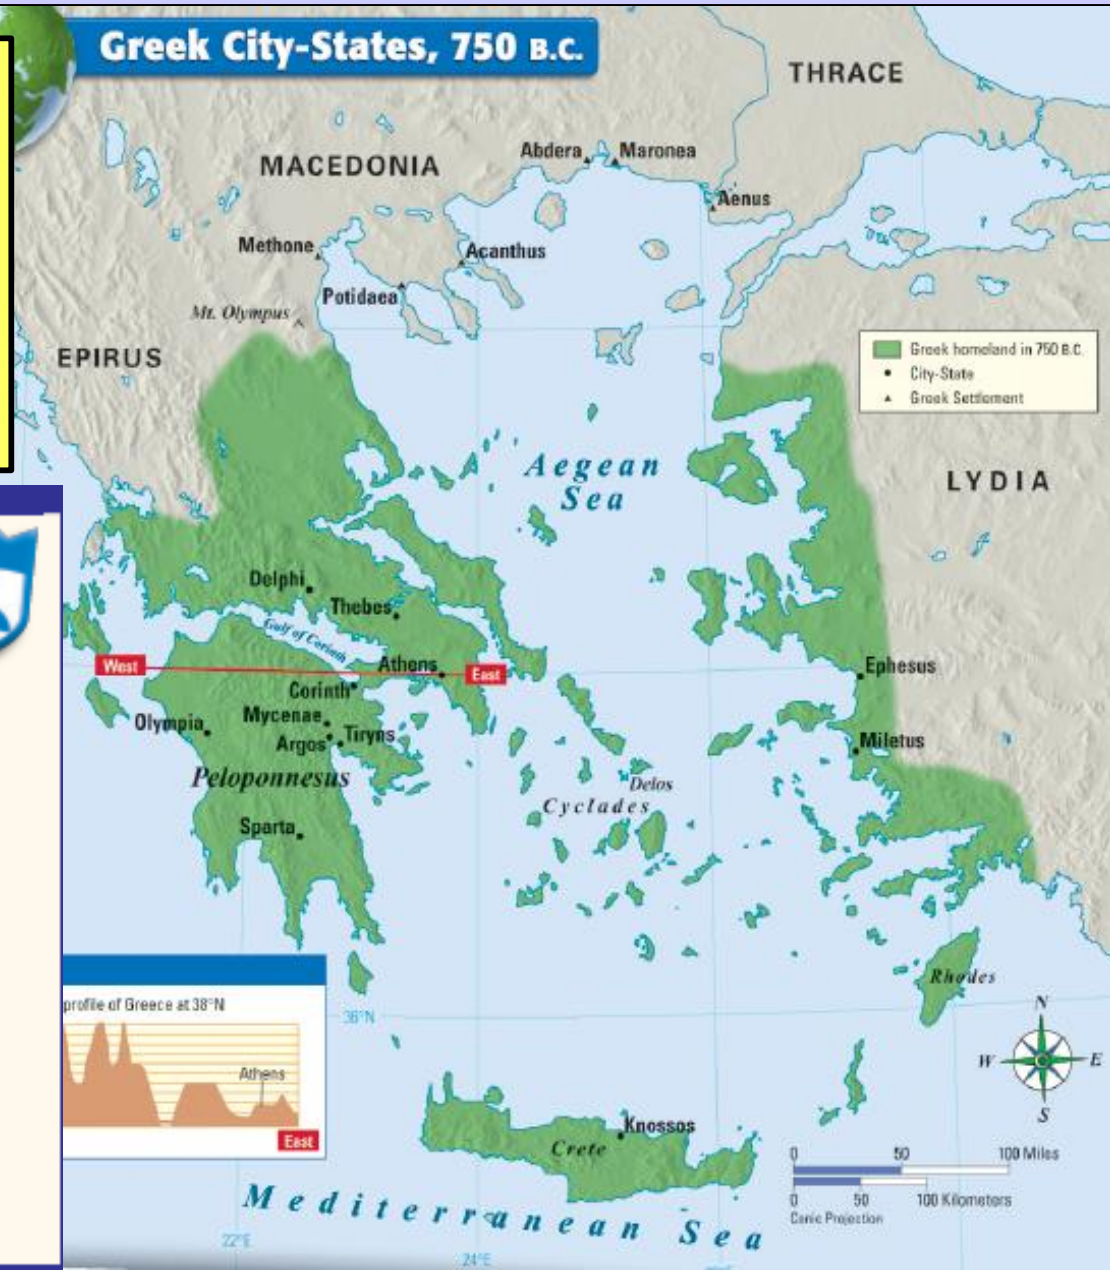 Greek City-States, 750 B.C.
THRACE
MACEDONIA
Abdera
Maronea
Aenus
Methone
Acanthus
Potidaea
Mt. Olympus
EPIRUS
Greek homeland in 750 B.C.
City-State
Greek Settlement
Aegean
Sea
LYDIA
Delphi
Thebes
Gulf of Corinth
West
Athens
East
Ephesus
Corinth
Olympia
Mycenae
Argos
Tiryns
Miletus
Peloponnesus
Delos
Cyclades
Sparta
Rhodes
profile of Greece at 38°N
36°N
Athens
East
N
W
E
S
Knossos
Crete
0 50 100 Miles
0 50 100 Kilometers
Conic Projection
Mediterranean Sea
22°E
24°E